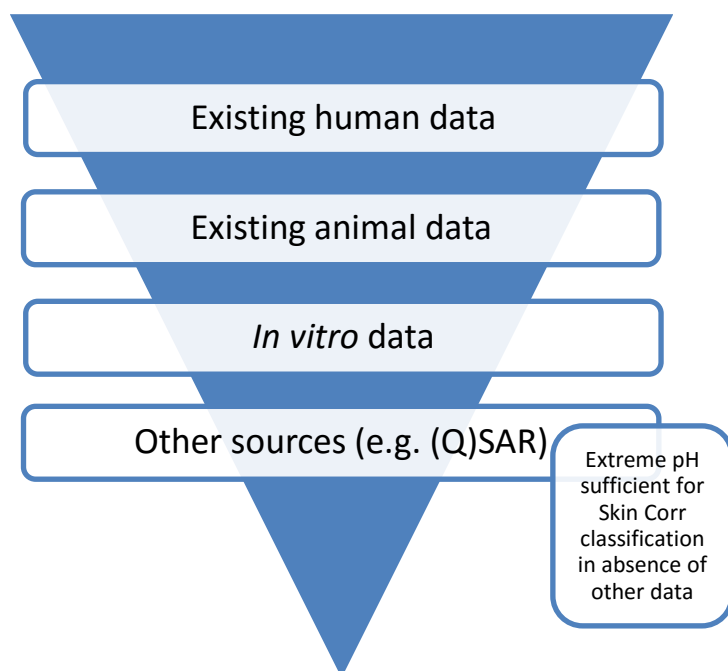 Existing human data
Existing animal data
In vitro data
Other sources (e.g. (Q)SAR)
Extreme pH
sufficient for
Skin Corr
classification
in absence of
other data